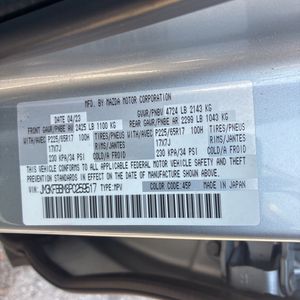 MFD. BY MAZDA MOTOR CORPORATION
DATE 04/23 GVWR/PNBV 4724 LB 2143 KG
FRONT GAWR/PNBE AV 2425 LB 1100 KG REAR GAWR/PNBE AR 2299 LB 1043 KG
WITH/AVEC P225/65R17 100H TIRES/PNEUS WITH/AVEC P225/65R17 100H TIRES/PNEUS
17X7J RIMS/JANTES 17X7J RIMS/JANTES
230 KPA/34 PSI COLD/A FROID 230 KPA/34 PSI COLD/A FROID
THIS VEHICLE CONFORMS TO ALL APPLICABLE FEDERAL MOTOR VEHICLE SAFETY AND THEFT
PREVENTION STANDARDS IN EFFECT ON THE DATE OF MANUFACTURE SHOWN ABOVE.
TYPE:MPV
COLOR CODE: 45P MADE IN JAPAN